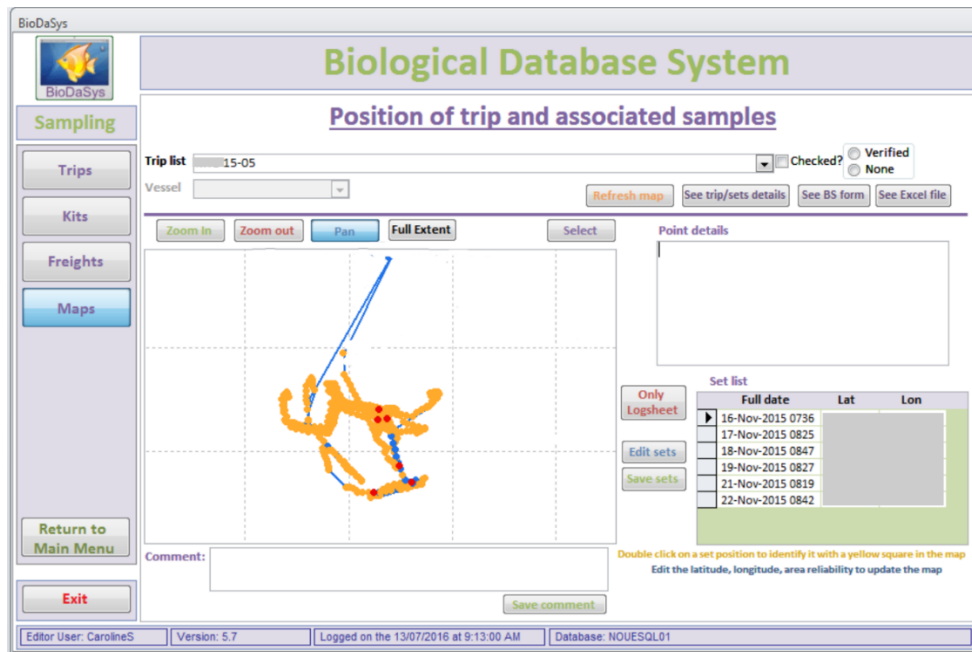 BioDaSys
BioDaSys
Biological Database System
Sampling
Position of trip and associated samples
Trips
Kits
Freights
Maps
Return to
Main Menu
Exit
Trip list 15-05 Checked? Verified
None
Vessel
Refresh map See trip/sets details See BS form See Excel file
Zoom In Zoom out Pan Full Extent Select
Point details
Only
Logsheet
Edit sets
Save sets
Set list
Full date Lat Lon
16-Nov-2015 0736
17-Nov-2015 0825
18-Nov-2015 0847
19-Nov-2015 0827
21-Nov-2015 0819
22-Nov-2015 0842
Double click on a set position to identify it with a yellow square in the map
Edit the latitude, longitude, area reliability to update the map
Comment:
Save comment
Editor User: CarolineS Version: 5.7 Logged on the 13/07/2016 at 9:13:00 AM Database: NOUESQL01